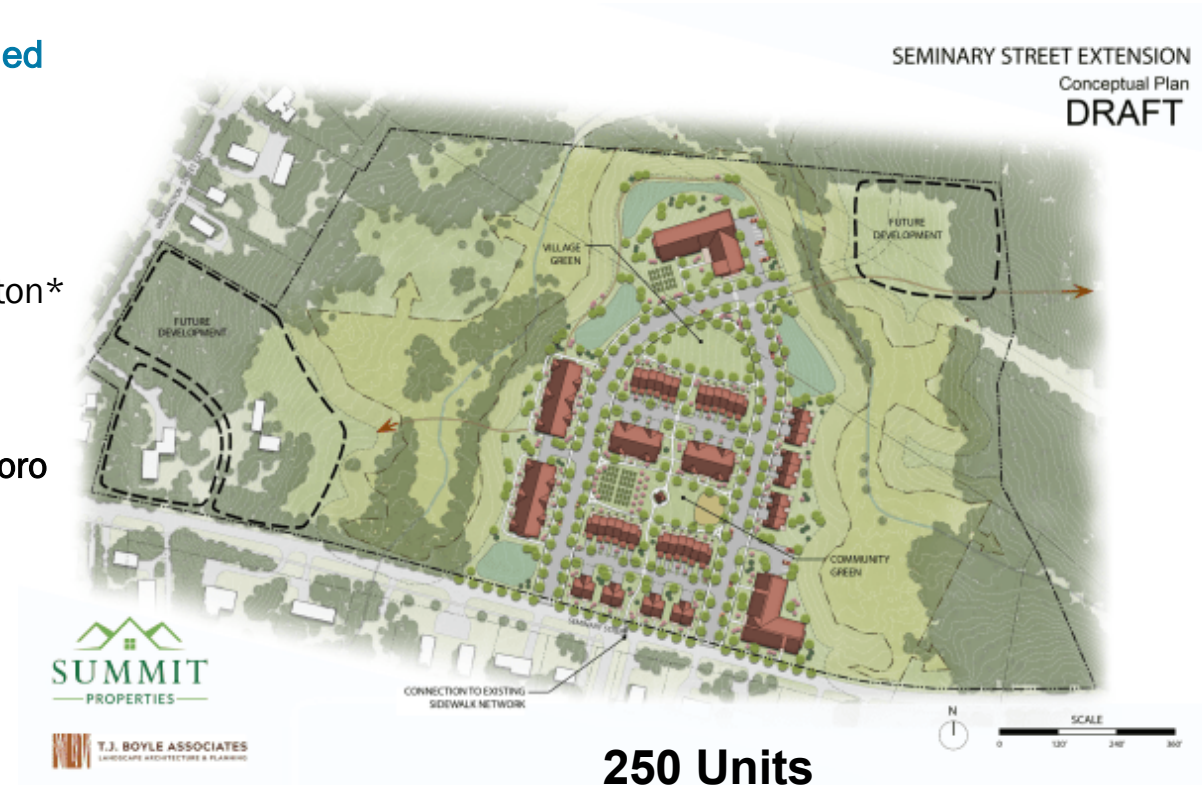 ed
SEMINARY STREET EXTENSION
Conceptual Plan
DRAFT
FUTURE
DEVELOPMENT
VILLAGE
GREEN
ton*
FUTURE
DEVELOPMENT
oro
COMMUNITY
GREEN
SEMINARY
SUMMIT
PROPERTIES
CONNECTION TO EXISTING
SIDEWALK NETWORK
N
SCALE
0 120' 240' 360'
T.J. BOYLE ASSOCIATES
LANDSCAPE ARCHITECTURE & PLANNING
250 Units